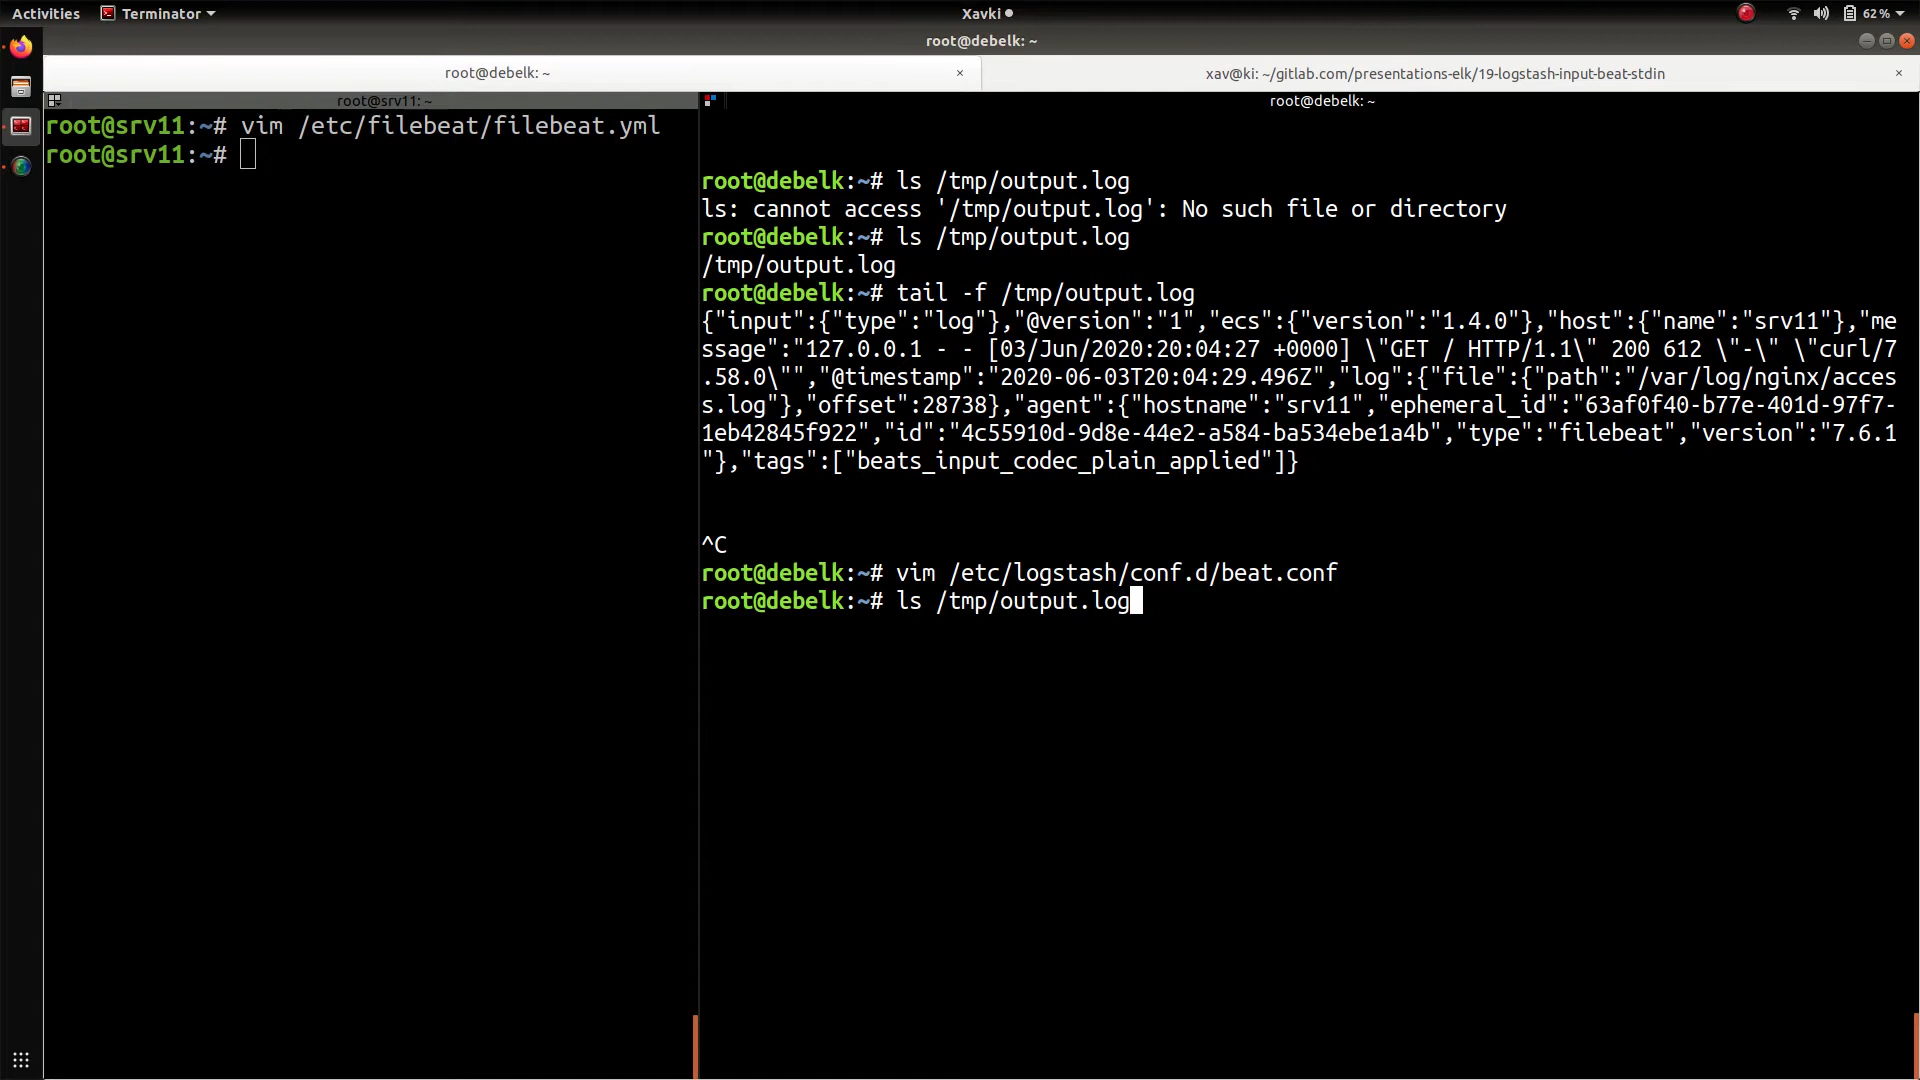 Activities
Terminator
Xavki
62 %
root@debelk: ~
root@debelk: ~
×
xav@ki: ~/gitlab.com/presentations-elk/19-logstash-input-beat-stdin
×
root@srv11: ~
root@srv11:~# vim /etc/filebeat/filebeat.yml
root@srv11:~#
root@debelk: ~
root@debelk:~# ls /tmp/output.log
ls: cannot access '/tmp/output.log': No such file or directory
root@debelk:~# ls /tmp/output.log
/tmp/output.log
root@debelk:~# tail -f /tmp/output.log
{"input":{"type":"log"},"@version":"1","ecs":{"version":"1.4.0"},"host":{"name":"srv11"},"me
ssage":"127.0.0.1 - - [03/Jun/2020:20:04:27 +0000] \"GET / HTTP/1.1\" 200 612 \"-\" \"curl/7
.58.0\"","@timestamp":"2020-06-03T20:04:29.496Z","log":{"file":{"path":"/var/log/nginx/acces
s.log"},"offset":28738},"agent":{"hostname":"srv11","ephemeral_id":"63af0f40-b77e-401d-97f7-
1eb42845f922","id":"4c55910d-9d8e-44e2-a584-ba534ebe1a4b","type":"filebeat","version":"7.6.1
"},"tags":["beats_input_codec_plain_applied"]}
^C
root@debelk:~# vim /etc/logstash/conf.d/beat.conf
root@debelk:~# ls /tmp/output.log